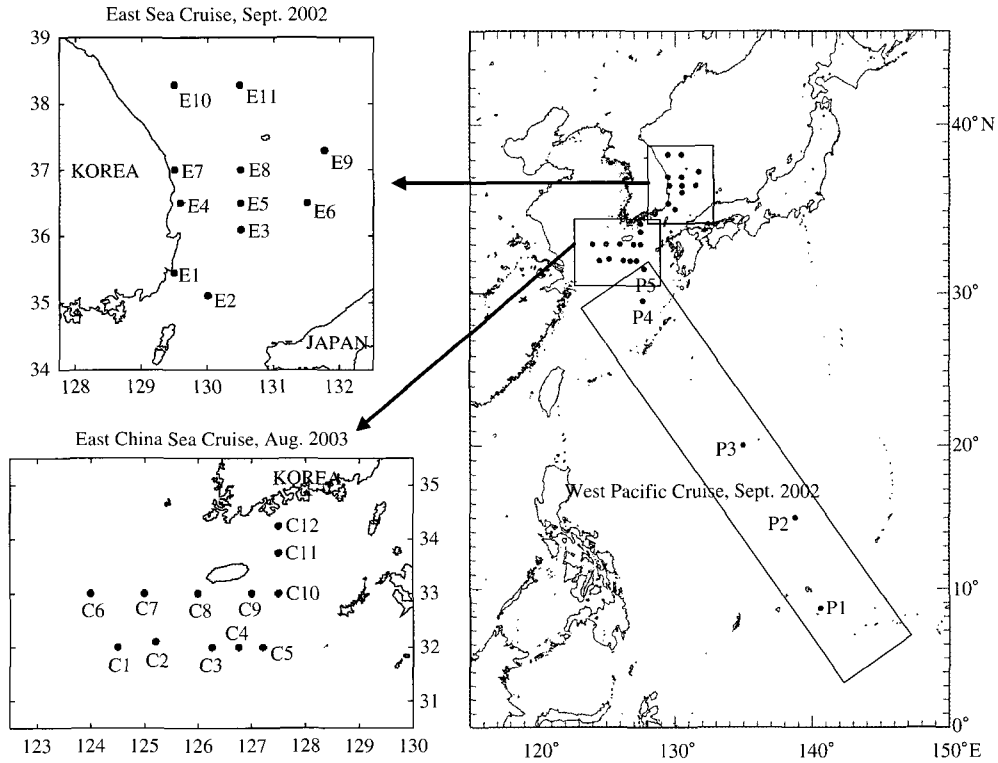 East Sea Cruise, Sept. 2002
39
38
37
36
35
34
E10
E11
E9
KOREA
E7
E8
E4
E5
E6
E3
E1
E2
JAPAN
128 129 130 131 132
East China Sea Cruise, Aug. 2003
KOREA
35
34
33
32
31
C12
C11
C10
C6
C7
C8
C9
C4
C1
C2
C3
C5
123 124 125 126 127 128 129 130
40°N
30°
20°
10°
0°
P5
P4
P3
West Pacific Cruise, Sept. 2002
P2
P1
120° 130° 140° 150°E